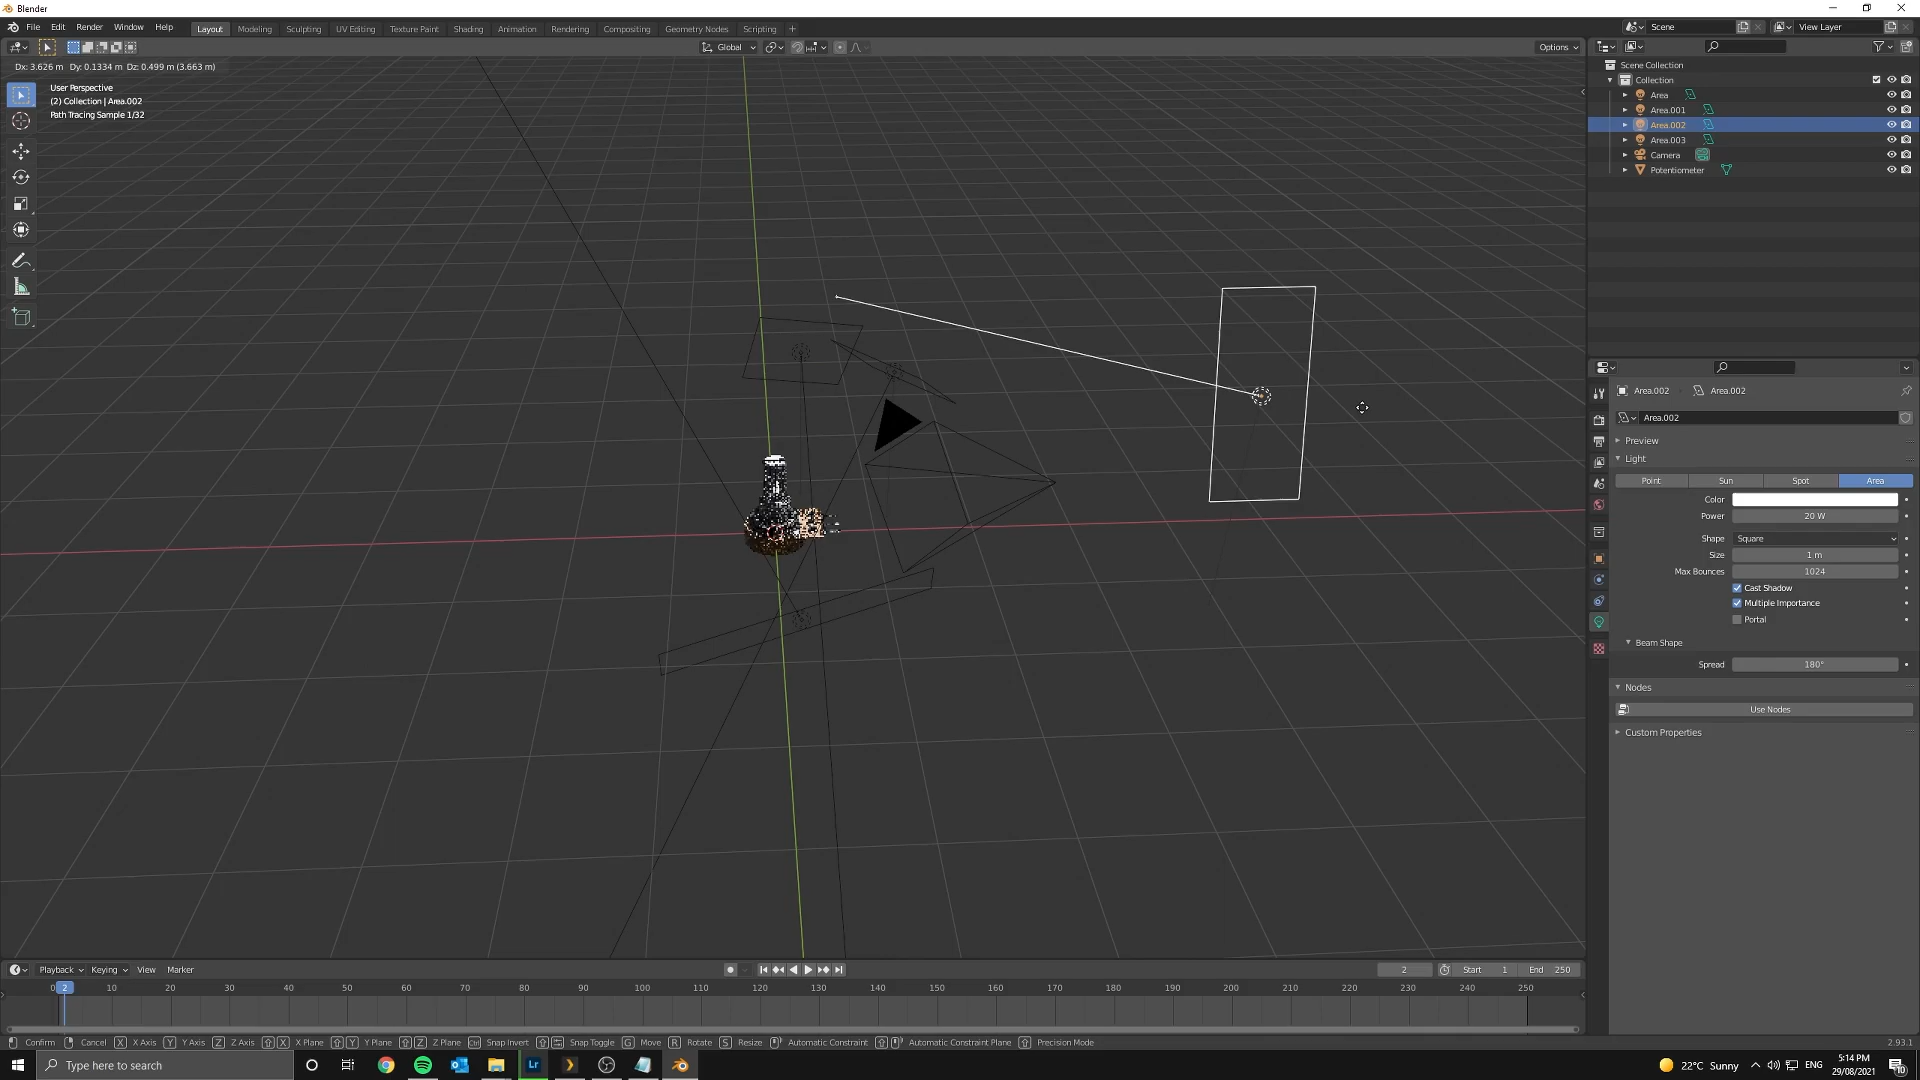 Blender
File Edit Render Window Help
Layout Modeling Sculpting UV Editing Texture Paint Shading Animation Rendering Compositing Geometry Nodes Scripting +
Scene
View Layer
Global
Options
Dx: 3.626 m Dy: 0.1334 m Dz: 0.499 m (3.663 m)
User Perspective
(2) Collection | Area.002
Path Tracing Sample 1/32
Scene Collection
Collection
Area
Area.001
Area.002
Area.003
Camera
Potentiometer
Area.002 Area.002
Area.002
Preview
Light
Point Sun Spot Area
Color
Power 20 W
Shape Square
Size 1 m
Max Bounces 1024
Cast Shadow
Multiple Importance
Portal
Beam Shape
Spread 180°
Nodes
Use Nodes
Custom Properties
Playback Keying View Marker
2 Start 1 End 250
0 2 10 20 30 40 50 60 70 80 90 100 110 120 130 140 150 160 170 180 190 200 210 220 230 240 250
Confirm Cancel X X Axis Y Y Axis Z Z Axis X X Plane Y Y Plane Z Z Plane Ctrl Snap Invert Snap Toggle G Move R Rotate S Resize Automatic Constraint Automatic Constraint Plane Precision Mode 2.93.1
Type here to search
Lr
22°C Sunny
ENG
5:14 PM
29/08/2021
10